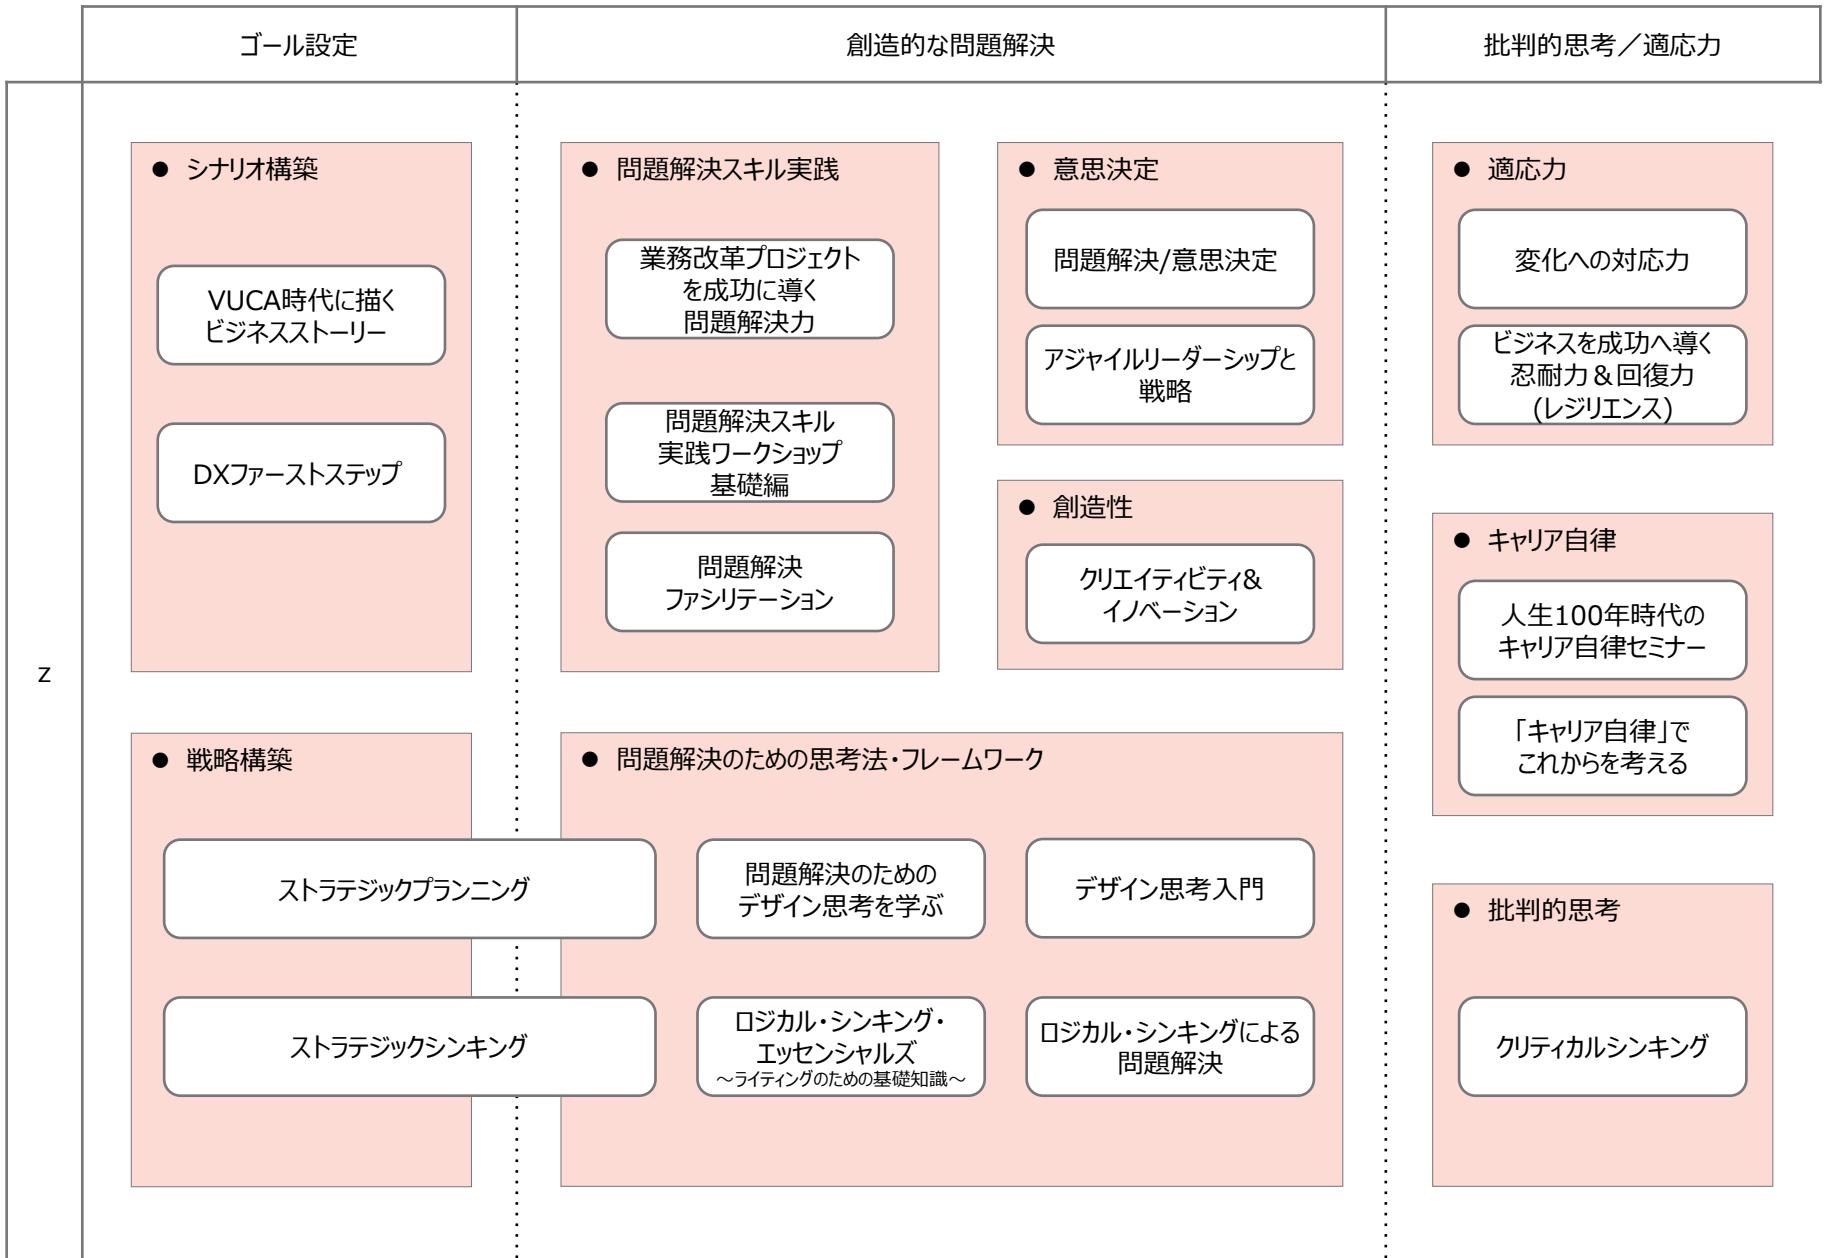 ゴール設定
創造的な問題解決
批判的思考／適応力
z
● シナリオ構築
VUCA時代に描く
ビジネスストーリー
DXファーストステップ
● 問題解決スキル実践
業務改革プロジェクト
を成功に導く
問題解決力
問題解決スキル
実践ワークショップ
基礎編
問題解決
ファシリテーション
● 意思決定
問題解決/意思決定
アジャイルリーダーシップと
戦略
● 創造性
クリエイティビティ&
イノベーション
● 適応力
変化への対応力
ビジネスを成功へ導く
忍耐力＆回復力
(レジリエンス)
● キャリア自律
人生100年時代の
キャリア自律セミナー
「キャリア自律」で
これからを考える
● 戦略構築
ストラテジックプランニング
ストラテジックシンキング
● 問題解決のための思考法・フレームワーク
問題解決のための
デザイン思考を学ぶ
デザイン思考入門
ロジカル・シンキング・
エッセンシャルズ
～ライティングのための基礎知識～
ロジカル・シンキングによる
問題解決
● 批判的思考
クリティカルシンキング